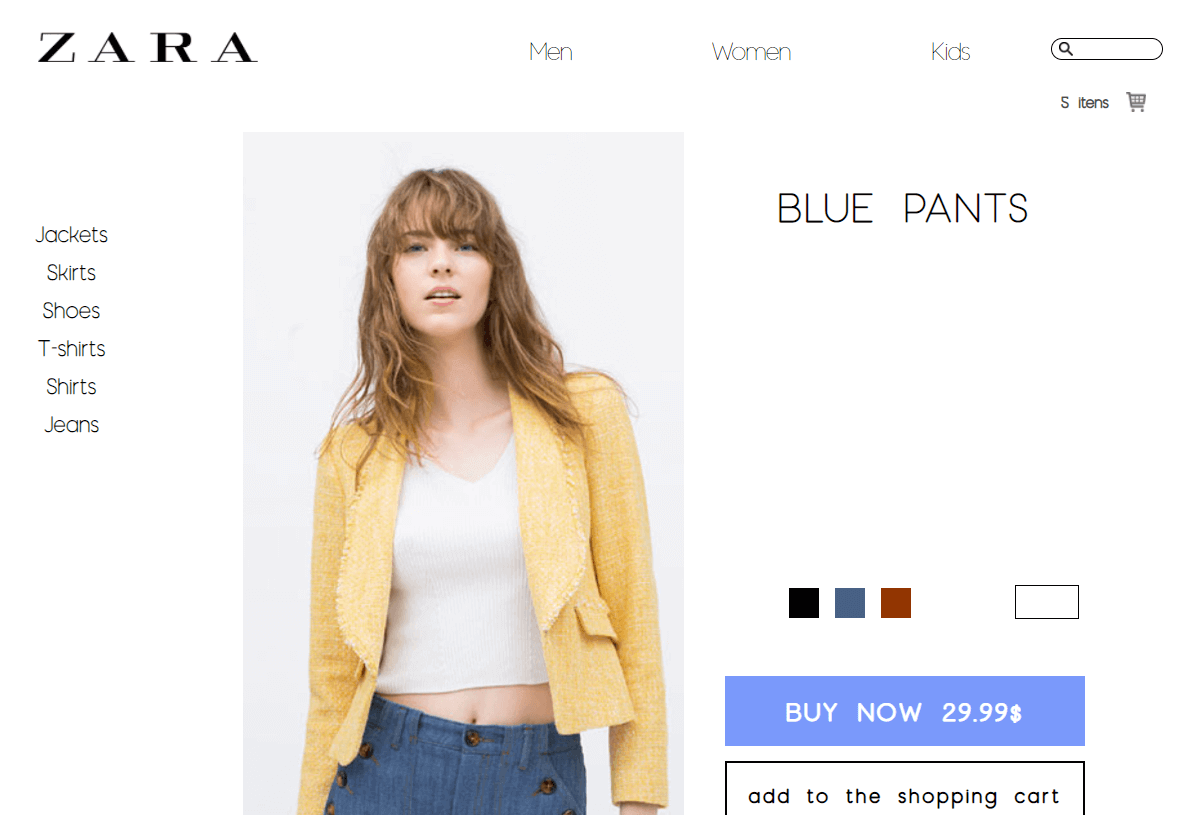 ZARA
Men
Women
Kids
5 itens
Jackets
Skirts
Shoes
T-shirts
Shirts
Jeans
BLUE PANTS
BUY NOW 29.99$
add to the shopping cart